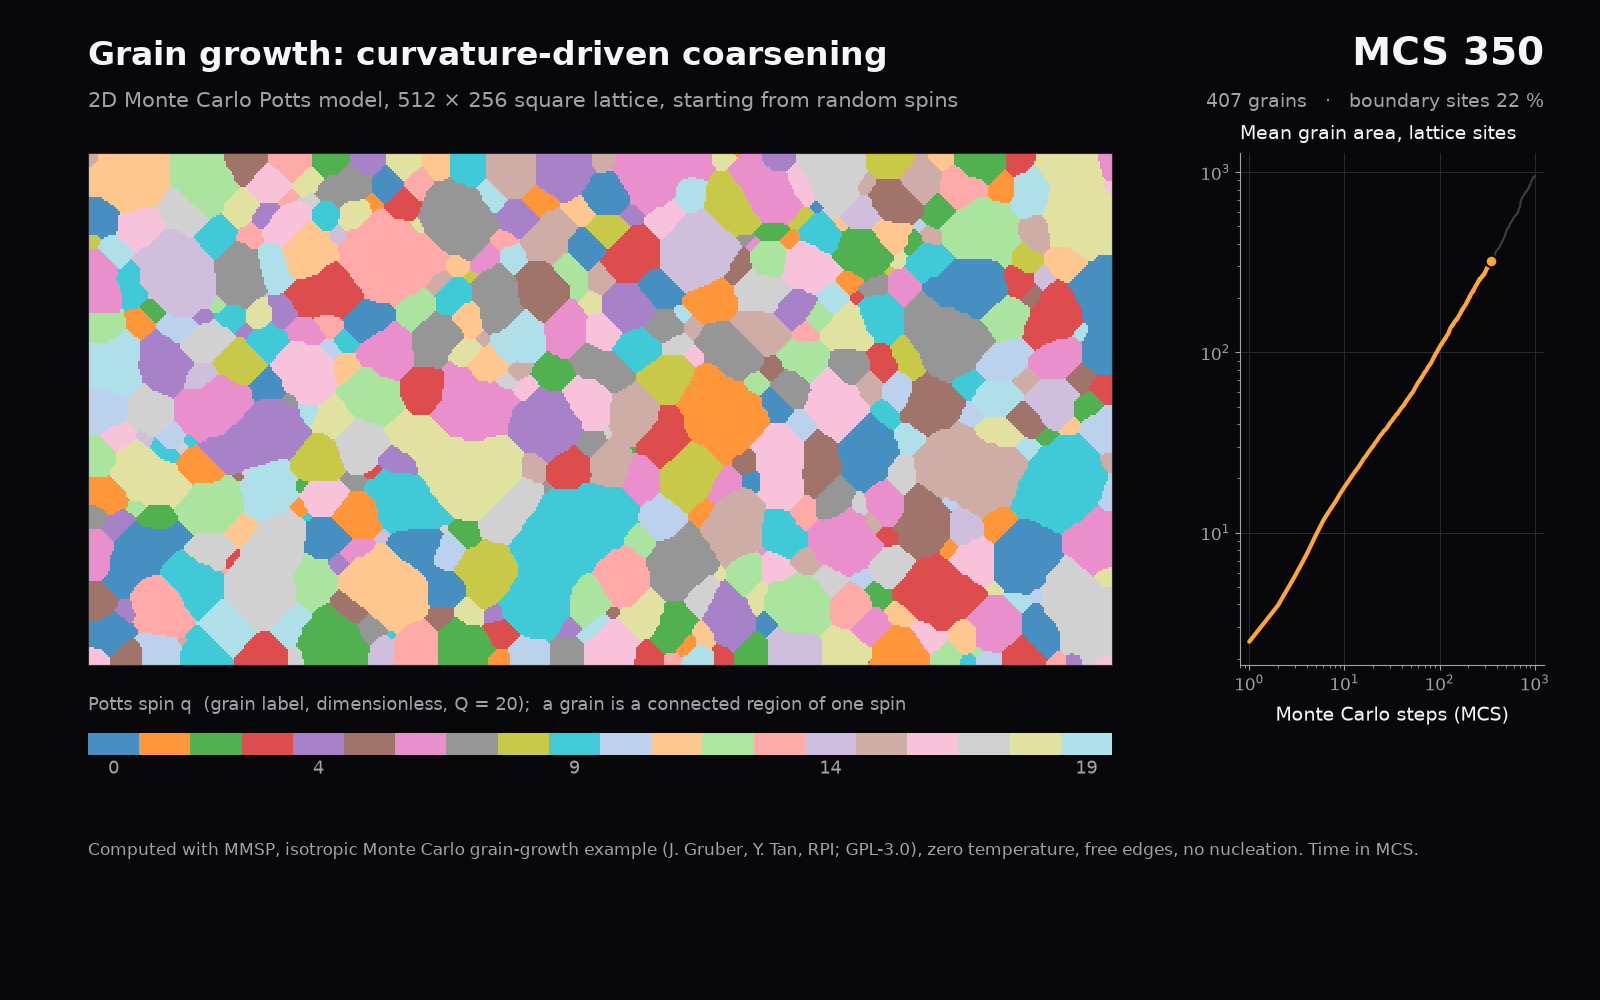 Grain growth: curvature-driven coarsening
MCS 350
2D Monte Carlo Potts model, 512 × 256 square lattice, starting from random spins
407 grains · boundary sites 22 %
Mean grain area, lattice sites
10³
10²
10¹
10⁰ 10¹ 10² 10³
Monte Carlo steps (MCS)
Potts spin q (grain label, dimensionless, Q = 20); a grain is a connected region of one spin
0 4 9 14 19
Computed with MMSP, isotropic Monte Carlo grain-growth example (J. Gruber, Y. Tan, RPI; GPL-3.0), zero temperature, free edges, no nucleation. Time in MCS.